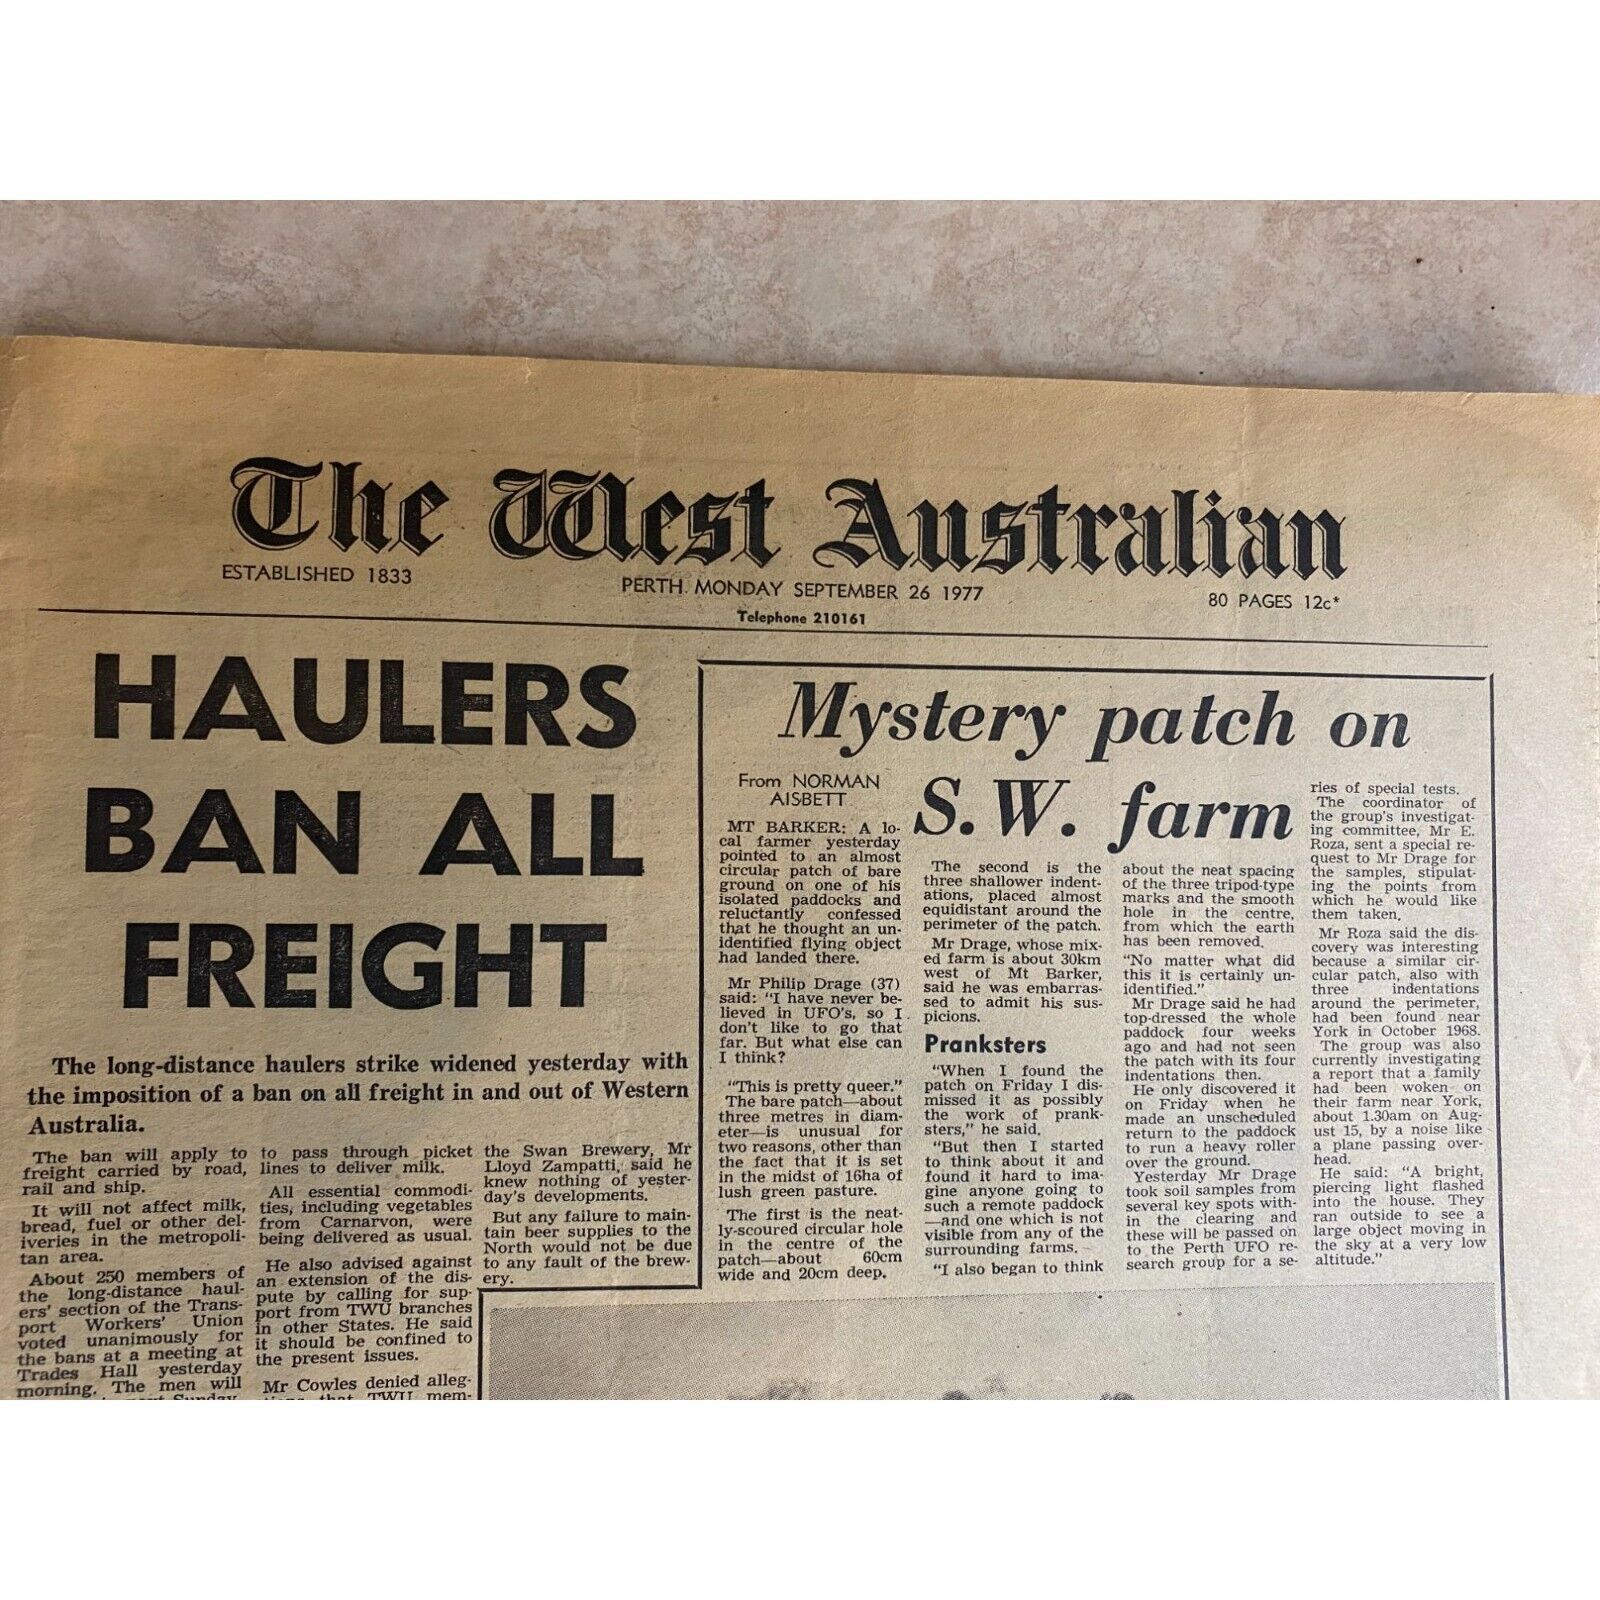 The West Australian
ESTABLISHED 1833
PERTH MONDAY SEPTEMBER 26 1977
80 PAGES 12c*
Telephone 210161
HAULERS
BAN ALL
FREIGHT
The long-distance haulers strike widened yesterday with
the imposition of a ban on all freight in and out of Western
Australia.
The ban will apply to
freight carried by road,
rail and ship.
It will not affect milk,
bread, fuel or other del-
iveries in the metropoli-
tan area.
About 250 members of
the long-distance haul-
ers' section of the Trans-
port Workers' Union
voted unanimously for
the bans at a meeting at
Trades Hall yesterday
morning. The men will
Sunday
to pass through picket
lines to deliver milk.
All essential commodi-
ties, including vegetables
from Carnarvon, were
being delivered as usual.
He also advised against
an extension of the dis-
pute by calling for sup-
port from TWU branches
in other States. He said
it should be confined to
the present issues.
Mr Cowles denied alleg-
that TWU mem-
the Swan Brewery, Mr
Lloyd Zampatti, said he
knew nothing of yester-
day's developments.
But any failure to main-
tain beer supplies to the
North would not be due
to any fault of the brew-
ery.
Mystery patch on
S.W. farm
From NORMAN
AISBETT
MT BARKER: A lo-
cal farmer yesterday
pointed to an almost
circular patch of bare
ground on one of his
isolated paddocks and
reluctantly confessed
that he thought an un-
identified flying object
had landed there.
Mr Philip Drage (37)
said: "I have never be-
lieved in UFO's, so I
don't like to go that
far. But what else can
I think?
"This is pretty queer."
The bare patch—about
three metres in diam-
eter—is unusual for
two reasons, other than
the fact that it is set
in the midst of 16ha of
lush green pasture.
The first is the neat-
ly-scoured circular hole
in the centre of the
patch—about 60cm
wide and 20cm deep.
The second is the
three shallower indent-
ations, placed almost
equidistant around the
perimeter of the patch.
Mr Drage, whose mix-
ed farm is about 30km
west of Mt Barker,
said he was embarras-
sed to admit his sus-
picions.
Pranksters
"When I found the
patch on Friday I dis-
missed it as possibly
the work of prank-
sters," he said.
"But then I started
to think about it and
found it hard to ima-
gine anyone going to
such a remote paddock
—and one which is not
visible from any of the
surrounding farms.
"I also began to think
about the neat spacing
of the three tripod-type
marks and the smooth
hole in the centre,
from which the earth
has been removed.
"No matter what did
this it is certainly un-
identified."
Mr Drage said he had
top-dressed the whole
paddock four weeks
ago and had not seen
the patch with its four
indentations then.
He only discovered it
on Friday when he
made an unscheduled
return to the paddock
to run a heavy roller
over the ground.
Yesterday Mr Drage
took soil samples from
several key spots with-
in the clearing and
these will be passed on
to the Perth UFO re-
search group for a se-
ries of special tests.
The coordinator of
the group's investigat-
ing committee, Mr E.
Roza, sent a special re-
quest to Mr Drage for
the samples, stipulat-
ing the points from
which he would like
them taken.
Mr Roza said the dis-
covery was interesting
because a similar cir-
cular patch, also with
three indentations
around the perimeter,
had been found near
York in October 1968.
The group was also
currently investigating
a report that a family
had been woken on
their farm near York,
about 1.30am on Aug-
ust 15, by a noise like
a plane passing over-
head.
He said: "A bright,
piercing light flashed
into the house. They
ran outside to see a
large object moving in
the sky at a very low
altitude."